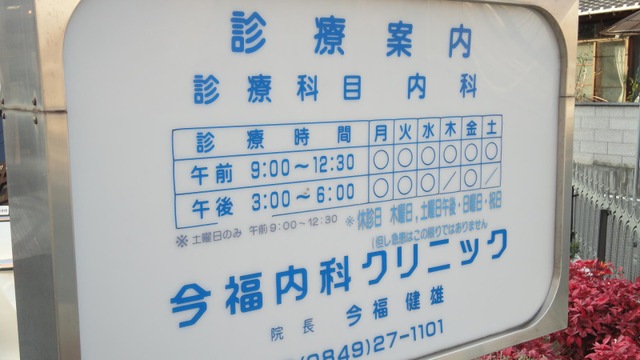 診療案内
診療科目 内科
診療時間 月 火 水 木 金 土
午前 9:00～12:30 ○ ○ ○ ○ ○ ○
午後 3:00～6:00 ○ ○ ○ ／ ○ ／
※土曜日のみ 午前9:00～12:30 ※休診日 木曜日,土曜日午後・日曜日・祝日
(但し急患はこの限りではありません
今福内科クリニック
院長 今福健雄
(0849)27-1101